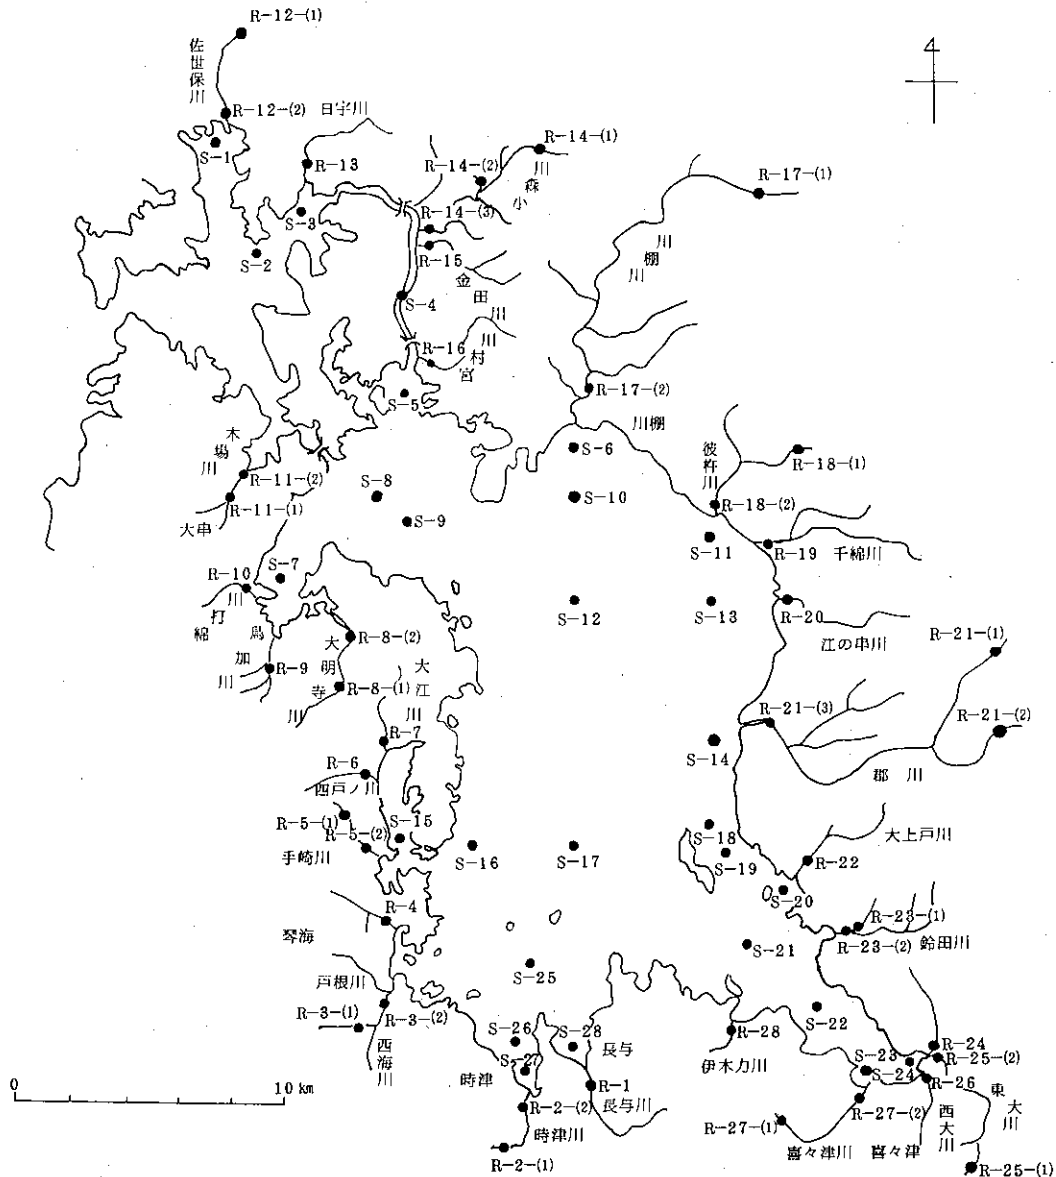 R-12-(1)
佐世保川
R-12-(2)
日宇川
S-1
R-13
R-14-(1)
R-14-(2)
小森川
R-17-(1)
S-3
R-14-(3)
S-2
R-15
金田川
川棚川
S-4
R-16
宮村川
S-5
R-17-(2)
川棚
S-6
彼杵川
R-18-(1)
木場川
R-11-(2)
S-8
S-10
R-18-(2)
R-11-(1)
大串
S-9
S-11
R-19
千綿川
S-7
R-10
打綿川
S-12
S-13
R-20
江の串川
R-21-(1)
R-8-(2)
大明寺川
R-9
R-8-(1)
大江川
R-21-(3)
R-21-(2)
R-7
S-14
郡川
R-6
四戸ノ川
R-5-(1)
R-5-(2)
S-15
手崎川
S-16
S-17
S-18
S-19
大上戸川
R-22
S-20
R-4
琴海
R-23-(1)
R-23-(2)
鈴田川
S-21
戸根川
S-25
R-3-(1)
R-3-(2)
西海川
S-22
S-26
S-28
長与
R-28
伊木力川
R-24
S-23
R-25-(2)
S-27
時津
S-24
R-26
東大川
0
10 km
R-1
長与川
R-2-(2)
時津川
R-27-(2)
西大川
R-27-(1)
喜々津川
喜々津
R-2-(1)
R-25-(1)